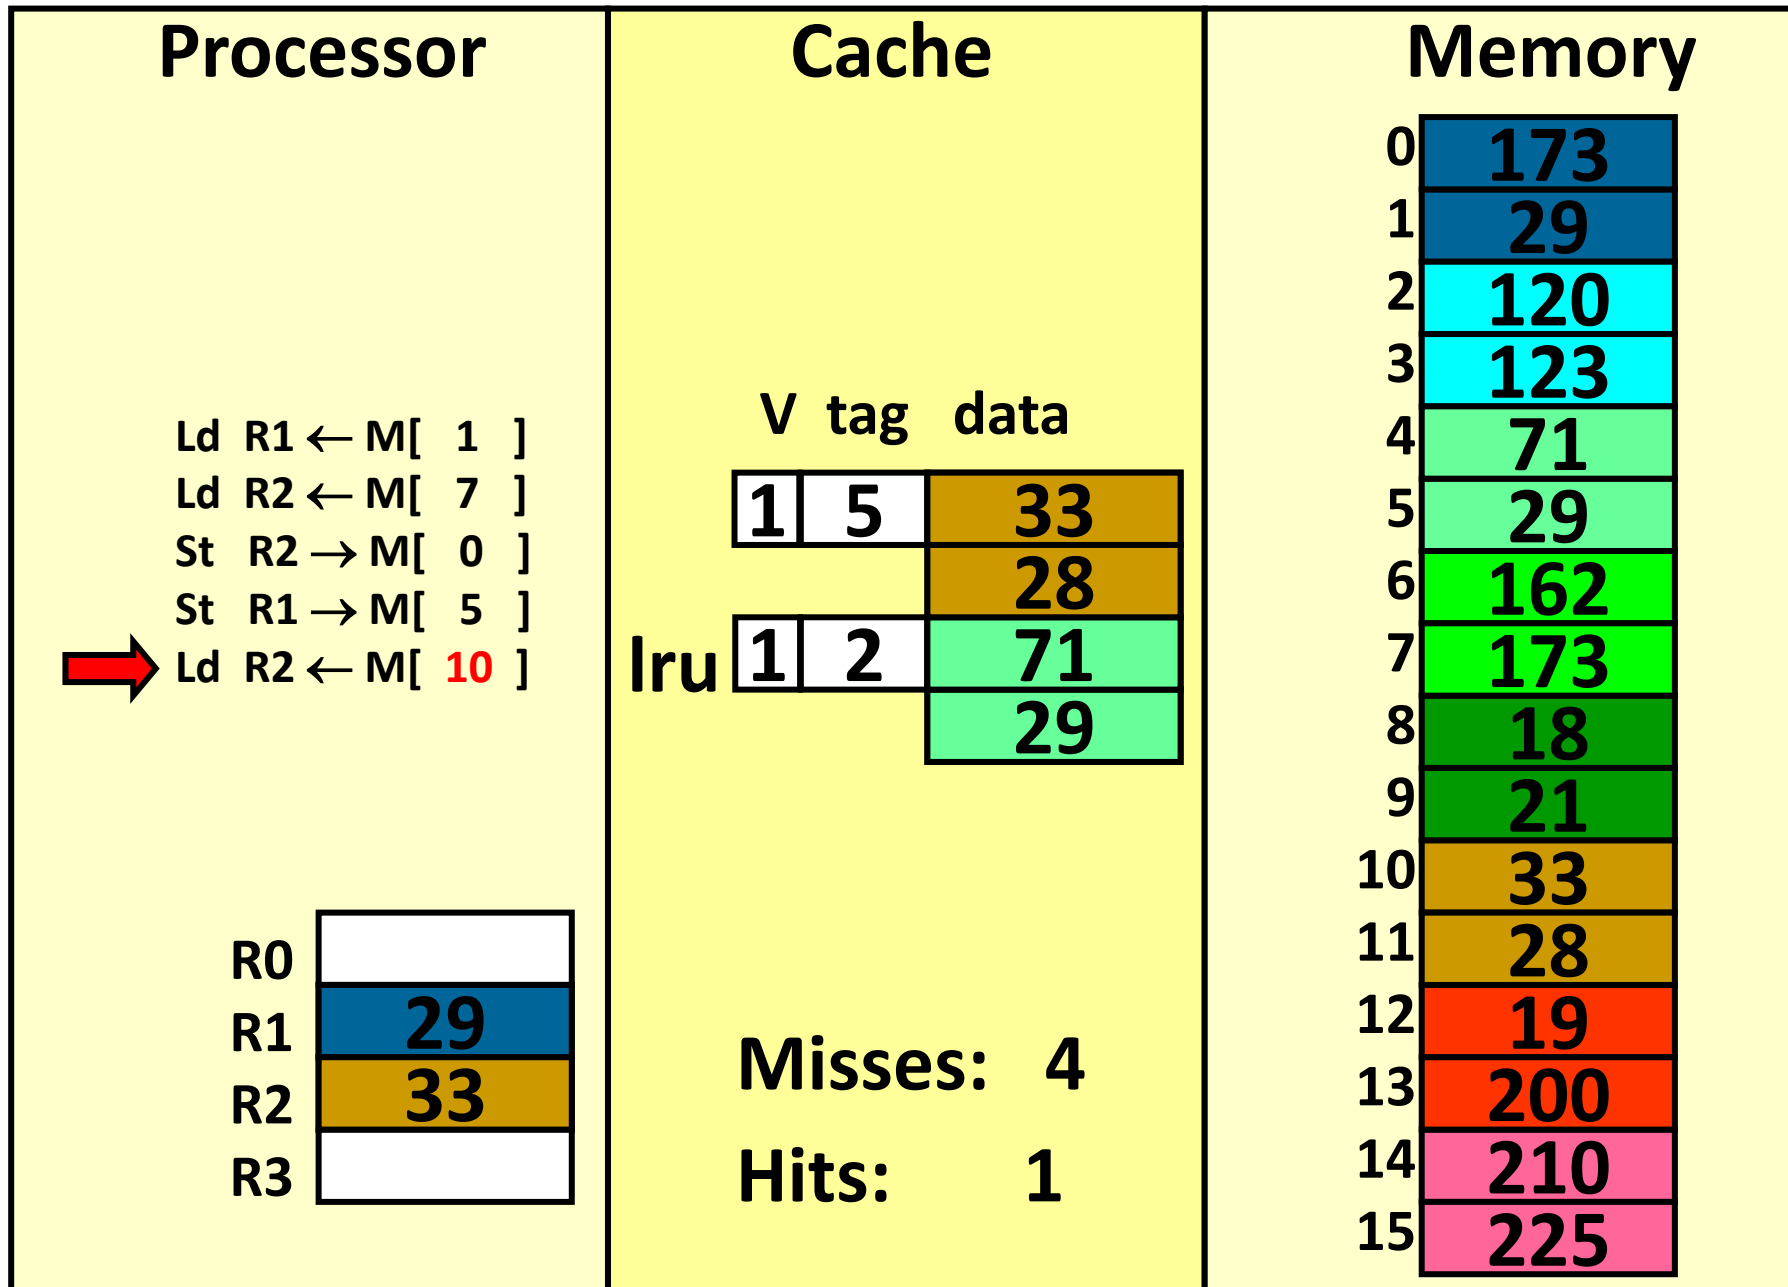 Processor
Ld R1 ← M[ 1 ]
Ld R2 ← M[ 7 ]
St R2 → M[ 0 ]
St R1 → M[ 5 ]
Ld R2 ← M[ 10 ]
R0
R1 29
R2 33
R3
Cache
V tag data
1 5 33
28
lru 1 2 71
29
Misses: 4
Hits: 1
Memory
0 173
1 29
2 120
3 123
4 71
5 29
6 162
7 173
8 18
9 21
10 33
11 28
12 19
13 200
14 210
15 225